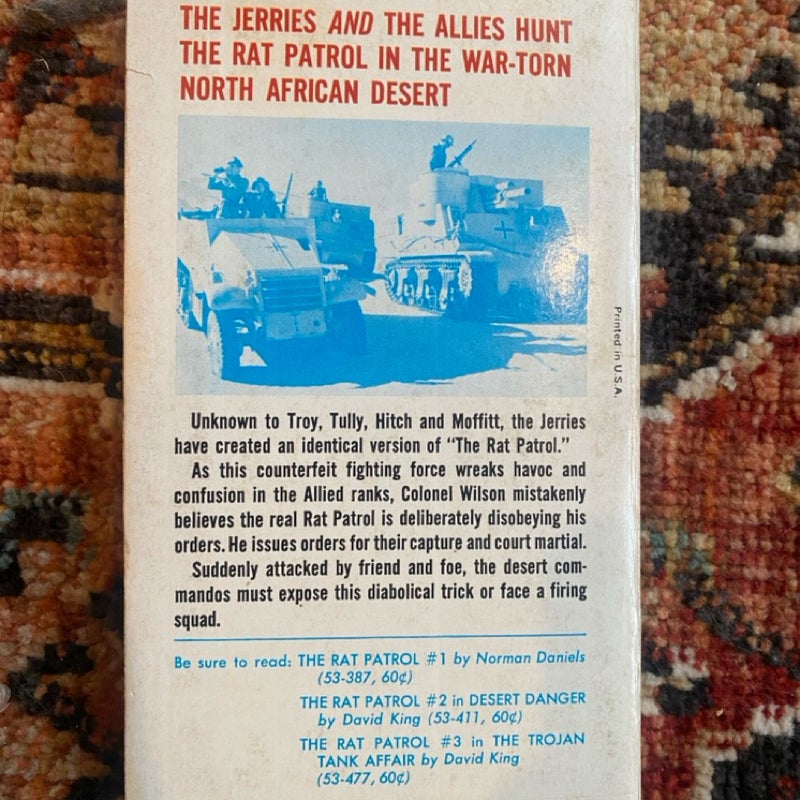 THE JERRIES AND THE ALLIES HUNT
THE RAT PATROL IN THE WAR-TORN
NORTH AFRICAN DESERT
Printed in U.S.A.
Unknown to Troy, Tully, Hitch and Moffitt, the Jerries
have created an identical version of "The Rat Patrol."
As this counterfeit fighting force wreaks havoc and
confusion in the Allied ranks, Colonel Wilson mistakenly
believes the real Rat Patrol is deliberately disobeying his
orders. He issues orders for their capture and court martial.
Suddenly attacked by friend and foe, the desert com-
mandos must expose this diabolical trick or face a firing
squad.
Be sure to read: THE RAT PATROL #1 by Norman Daniels
(53-387, 60¢)
THE RAT PATROL #2 in DESERT DANGER
by David King (53-411, 60¢)
THE RAT PATROL #3 in THE TROJAN
TANK AFFAIR by David King
(53-477, 60¢)